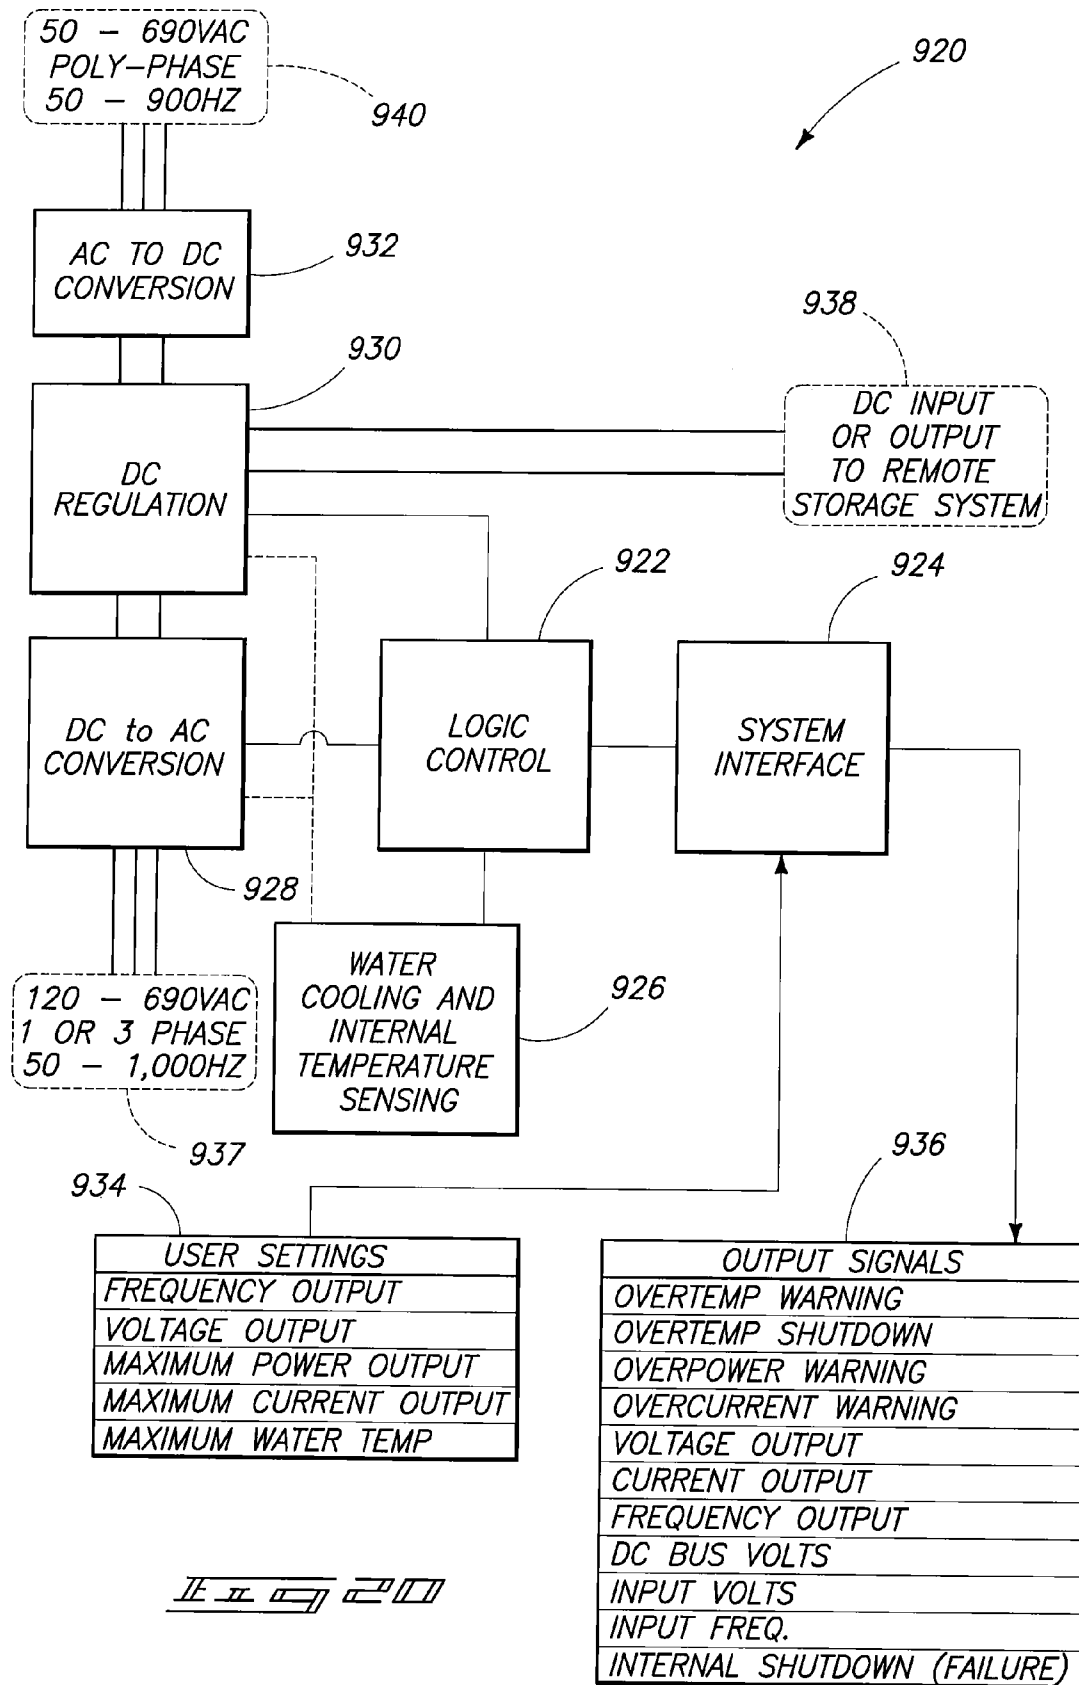 50 - 690VAC
POLY-PHASE
50 - 900HZ
940
920
AC TO DC
CONVERSION
932
930
938
DC INPUT
OR OUTPUT
TO REMOTE
STORAGE SYSTEM
DC
REGULATION
922
924
DC to AC
CONVERSION
LOGIC
CONTROL
SYSTEM
INTERFACE
928
WATER
COOLING AND
INTERNAL
TEMPERATURE
SENSING
926
120 - 690VAC
1 OR 3 PHASE
50 - 1,000HZ
937
934
USER SETTINGS
FREQUENCY OUTPUT
VOLTAGE OUTPUT
MAXIMUM POWER OUTPUT
MAXIMUM CURRENT OUTPUT
MAXIMUM WATER TEMP
936
OUTPUT SIGNALS
OVERTEMP WARNING
OVERTEMP SHUTDOWN
OVERPOWER WARNING
OVERCURRENT WARNING
VOLTAGE OUTPUT
CURRENT OUTPUT
FREQUENCY OUTPUT
DC BUS VOLTS
INPUT VOLTS
INPUT FREQ.
INTERNAL SHUTDOWN (FAILURE)
FIG 20